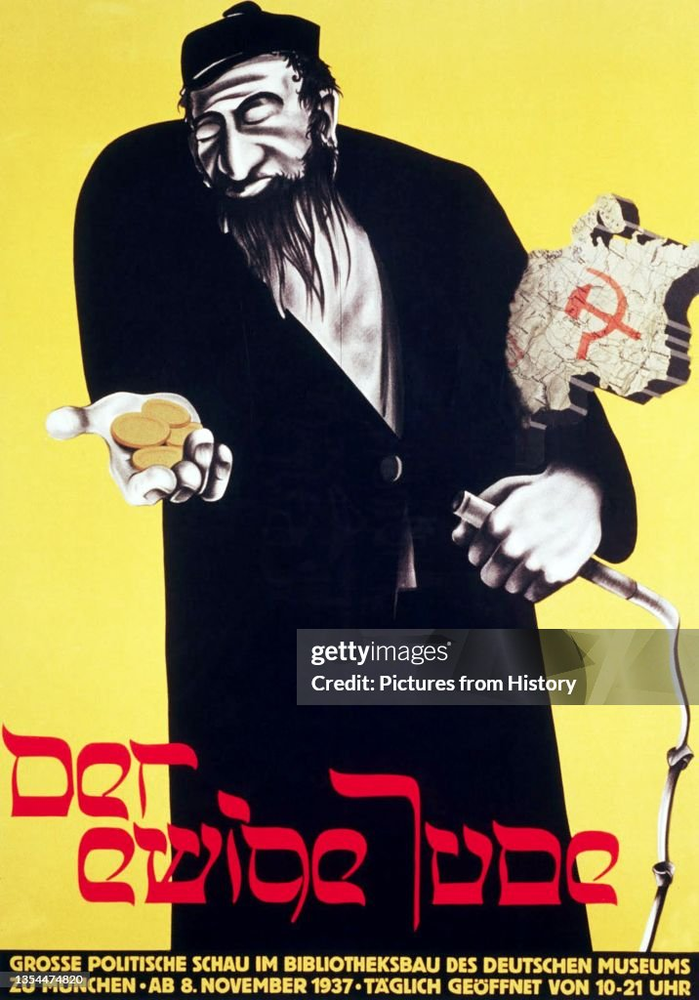 gettyimages
Credit: Pictures from History
Der
ewige Jude
GROSSE POLITISCHE SCHAU IM BIBLIOTHEKSBAU DES DEUTSCHEN MUSEUMS
ZU MÜNCHEN · AB 8. NOVEMBER 1937 · TÄGLICH GEÖFFNET VON 10-21 UHR
1354474820